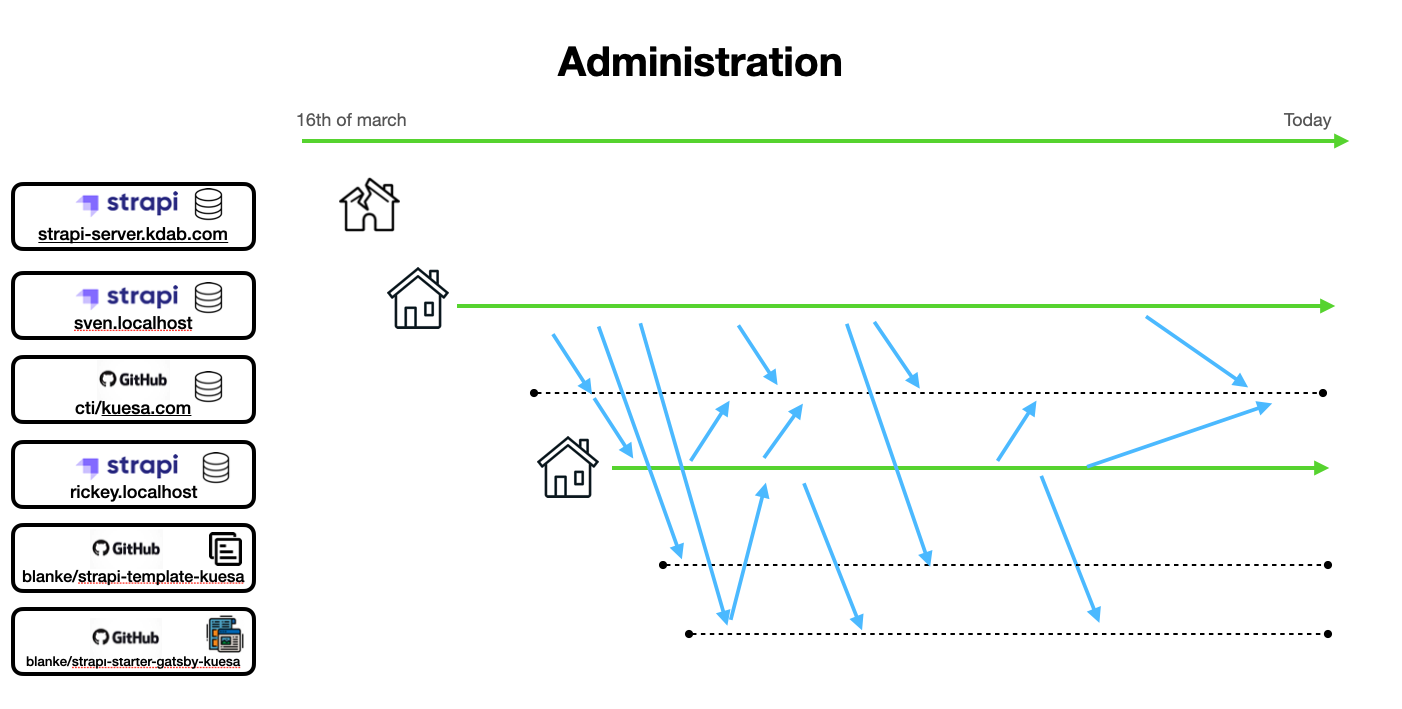 Administration
16th of march
Today
strapi
strapi-server.kdab.com
strapi
sven.localhost
GitHub
cti/kuesa.com
strapi
rickey.localhost
GitHub
blanke/strapi-template-kuesa
GitHub
blanke/strapi-starter-gatsby-kuesa